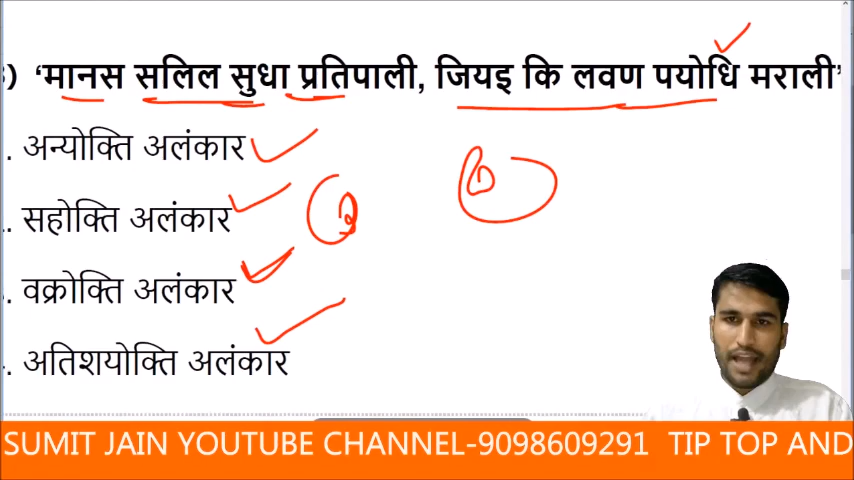 3) ‘मानस सलिल सुधा प्रतिपाली, जियइ कि लवण पयोधि मराली’
. अन्योक्ति अलंकार
. सहोक्ति अलंकार
. वक्रोक्ति अलंकार
. अतिशयोक्ति अलंकार
SUMIT JAIN YOUTUBE CHANNEL-9098609291 TIP TOP AND